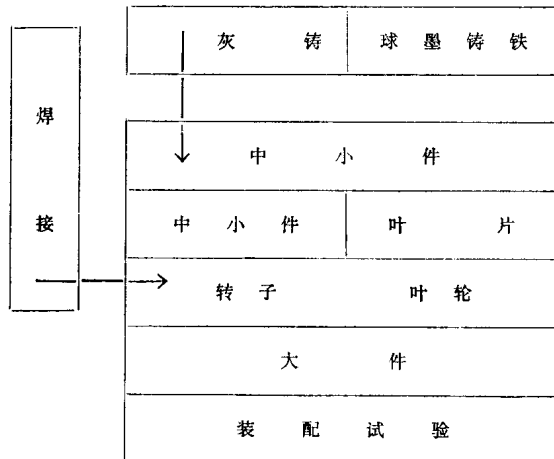 灰铸 球墨铸铁
焊接
中小件
中小件 叶片
转子 叶轮
大件
装配试验